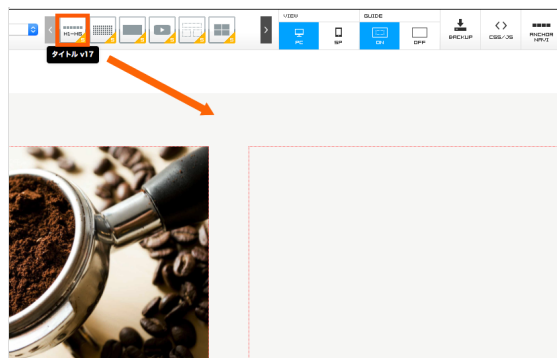 VIEW
GUIDE
H1-H6
PC
SP
ON
OFF
BACKUP
CSS/JS
ANCHOR
NAVI
タイトル v17